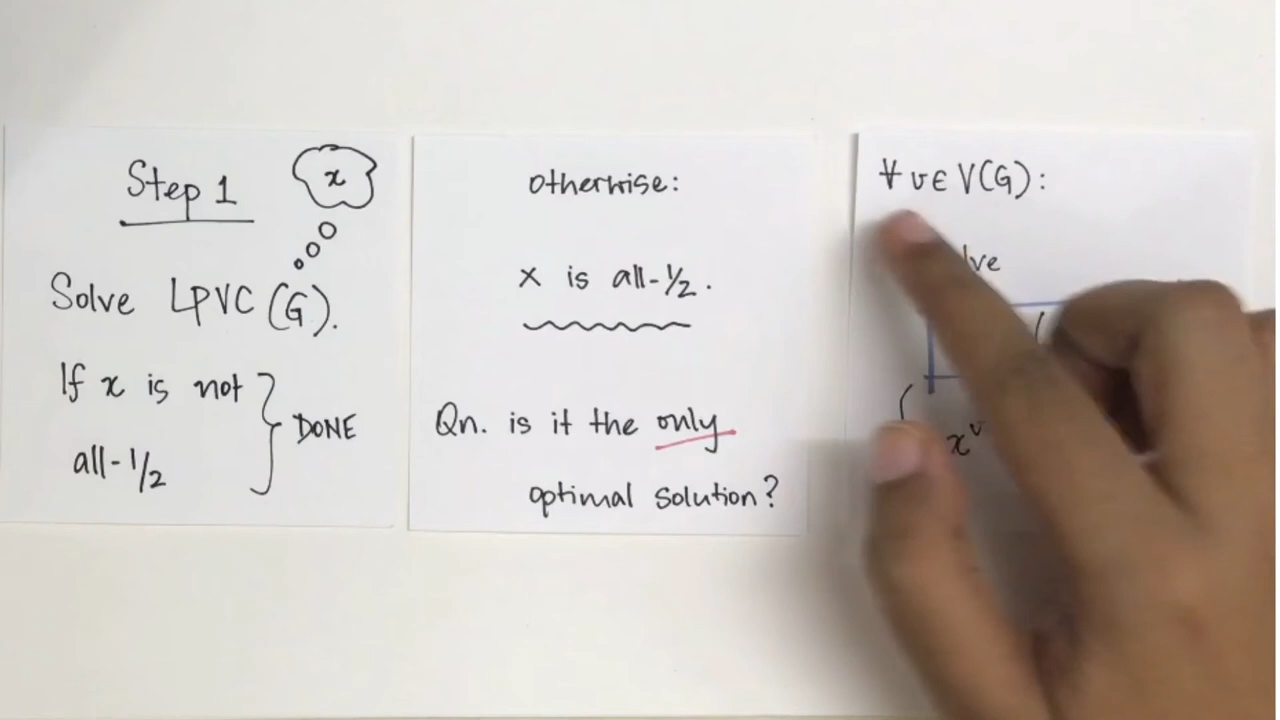 Step 1
x
Solve LPVC (G).
If x is not
all-1/2
DONE
otherwise:
x is all-1/2.
Qn. is it the only
optimal solution?
∀ v ∈ V(G):
xᵛ